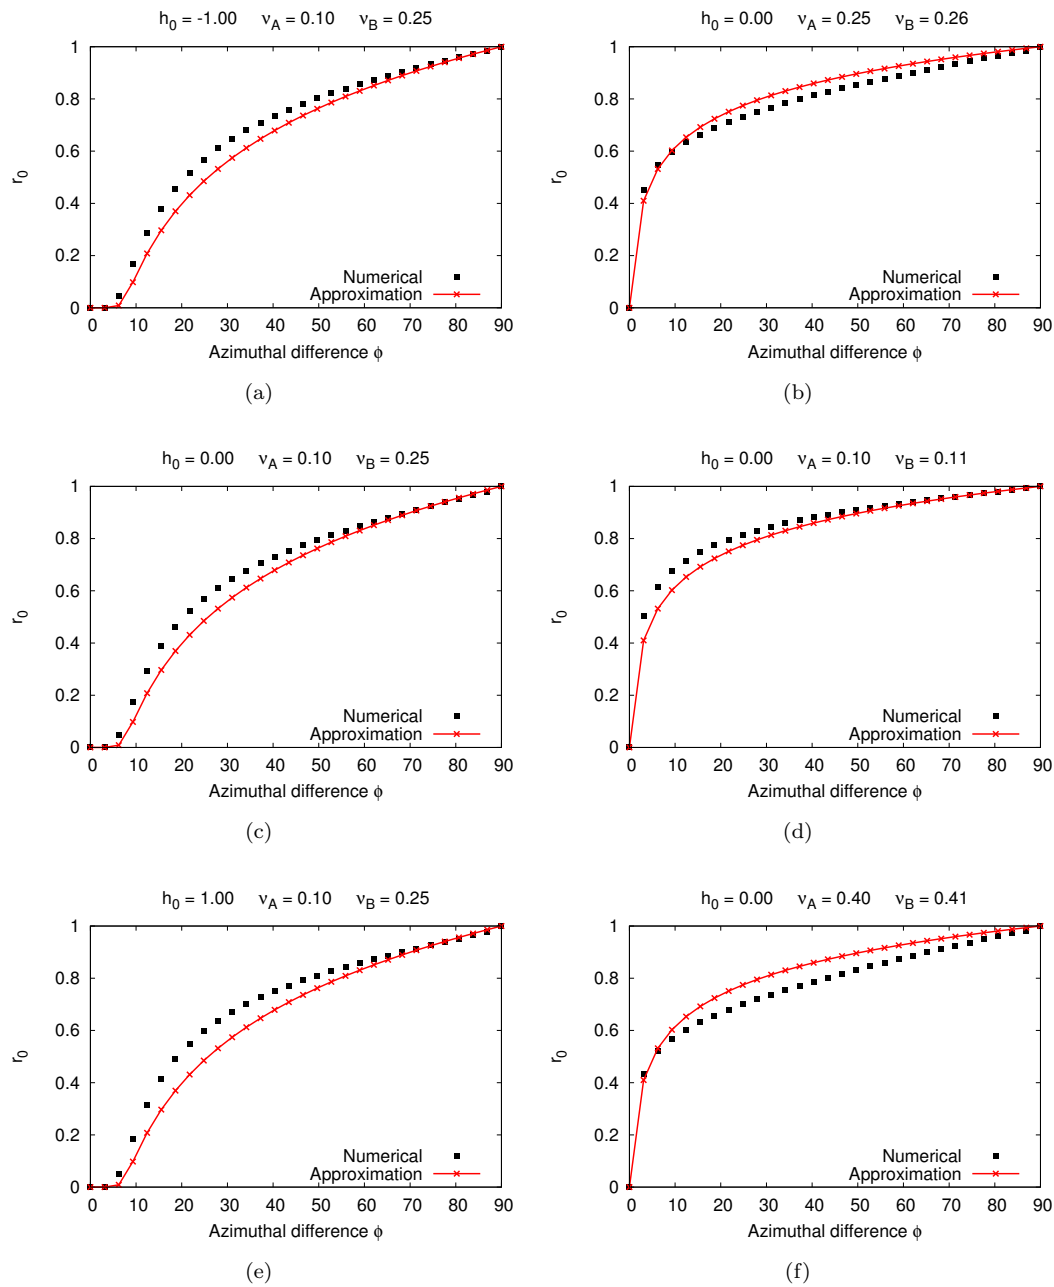 h0 = -1.00 νA = 0.10 νB = 0.25
1
0.8
0.6
0.4
0.2
0
r0
Numerical
Approximation
0 10 20 30 40 50 60 70 80 90
Azimuthal difference ϕ
(a)
h0 = 0.00 νA = 0.25 νB = 0.26
1
0.8
0.6
0.4
0.2
0
r0
Numerical
Approximation
0 10 20 30 40 50 60 70 80 90
Azimuthal difference ϕ
(b)
h0 = 0.00 νA = 0.10 νB = 0.25
1
0.8
0.6
0.4
0.2
0
r0
Numerical
Approximation
0 10 20 30 40 50 60 70 80 90
Azimuthal difference ϕ
(c)
h0 = 0.00 νA = 0.10 νB = 0.11
1
0.8
0.6
0.4
0.2
0
r0
Numerical
Approximation
0 10 20 30 40 50 60 70 80 90
Azimuthal difference ϕ
(d)
h0 = 1.00 νA = 0.10 νB = 0.25
1
0.8
0.6
0.4
0.2
0
r0
Numerical
Approximation
0 10 20 30 40 50 60 70 80 90
Azimuthal difference ϕ
(e)
h0 = 0.00 νA = 0.40 νB = 0.41
1
0.8
0.6
0.4
0.2
0
r0
Numerical
Approximation
0 10 20 30 40 50 60 70 80 90
Azimuthal difference ϕ
(f)